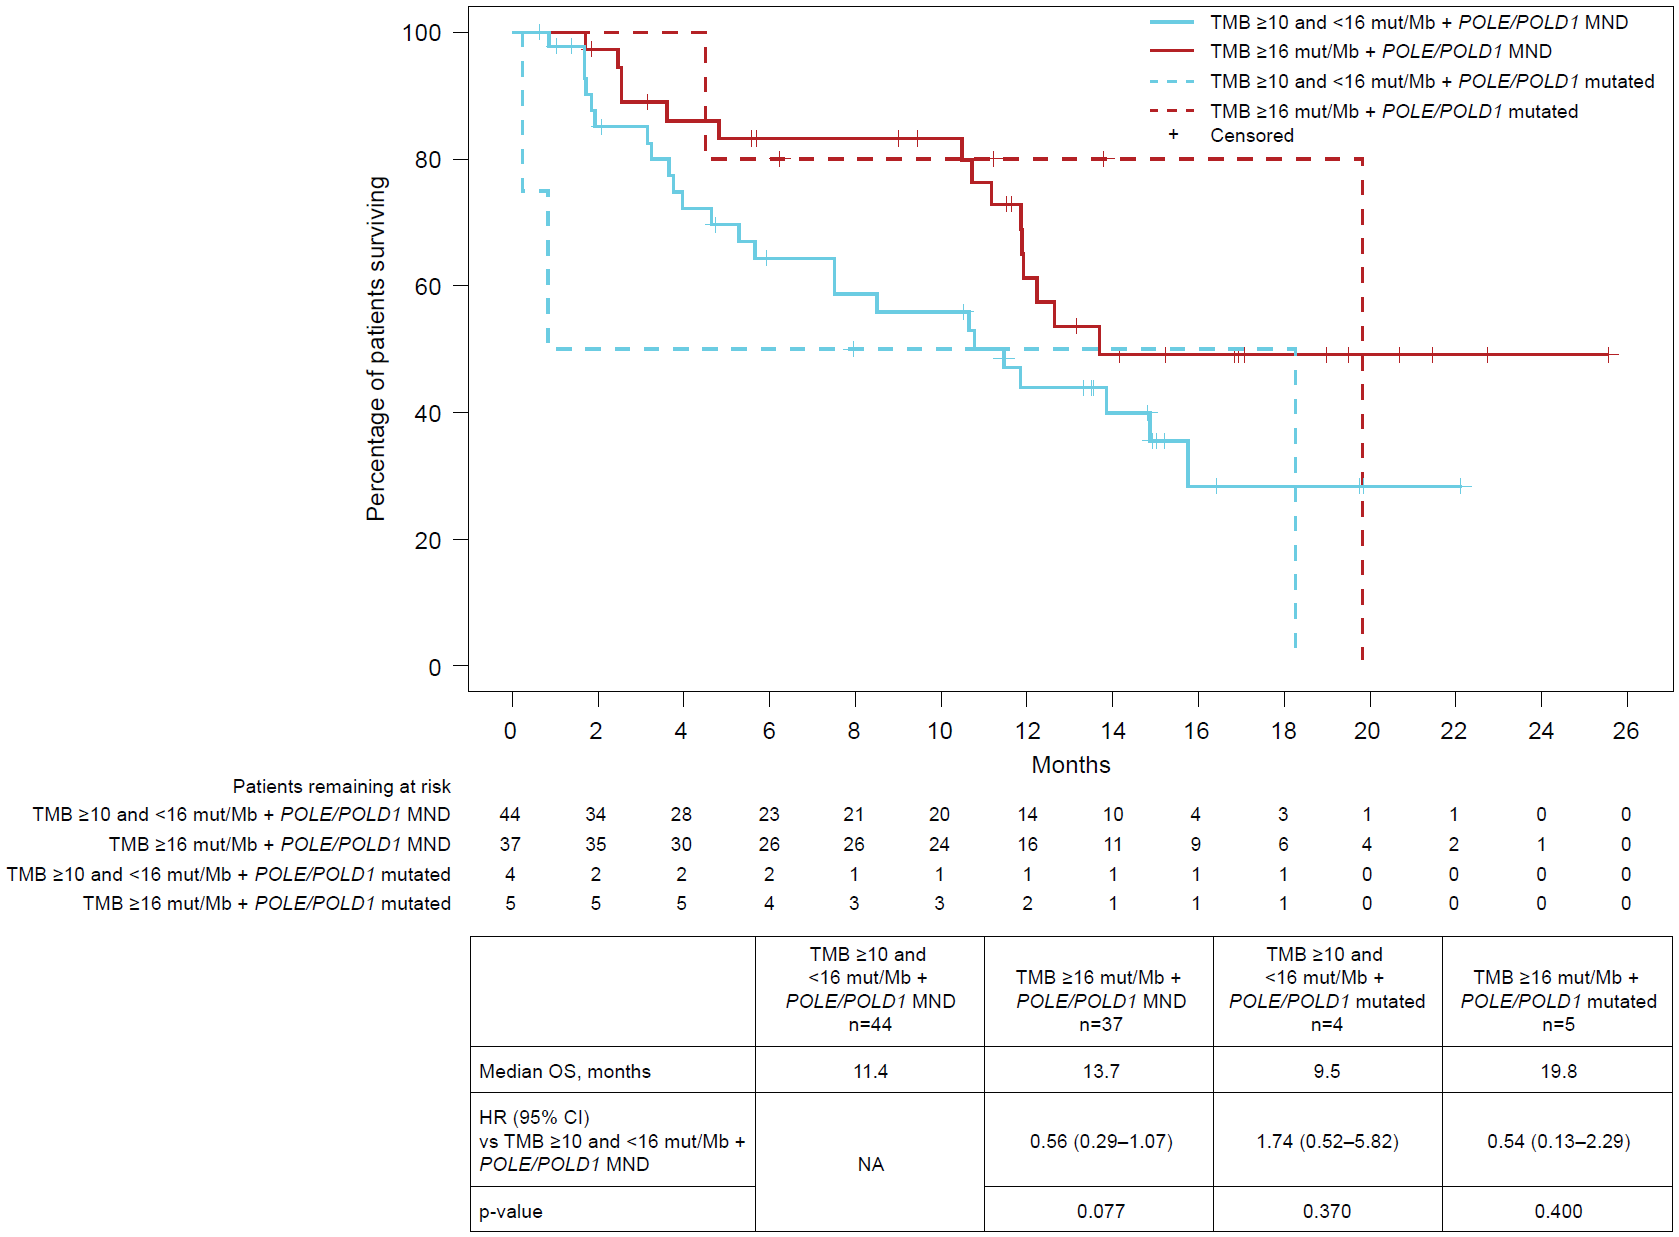 TMB ≥10 and <16 mut/Mb + POLE/POLD1 MND
TMB ≥16 mut/Mb + POLE/POLD1 MND
TMB ≥10 and <16 mut/Mb + POLE/POLD1 mutated
TMB ≥16 mut/Mb + POLE/POLD1 mutated
+ Censored
Percentage of patients surviving
100
80
60
40
20
0
0 2 4 6 8 10 12 14 16 18 20 22 24 26
Months
Patients remaining at risk
TMB ≥10 and <16 mut/Mb + POLE/POLD1 MND 44 34 28 23 21 20 14 10 4 3 1 1 0 0
TMB ≥16 mut/Mb + POLE/POLD1 MND 37 35 30 26 26 24 16 11 9 6 4 2 1 0
TMB ≥10 and <16 mut/Mb + POLE/POLD1 mutated 4 2 2 2 1 1 1 1 1 1 0 0 0 0
TMB ≥16 mut/Mb + POLE/POLD1 mutated 5 5 5 4 3 3 2 1 1 1 0 0 0 0
TMB ≥10 and
<16 mut/Mb +
POLE/POLD1 MND
n=44
TMB ≥16 mut/Mb +
POLE/POLD1 MND
n=37
TMB ≥10 and
<16 mut/Mb +
POLE/POLD1 mutated
n=4
TMB ≥16 mut/Mb +
POLE/POLD1 mutated
n=5
Median OS, months 11.4 13.7 9.5 19.8
HR (95% CI)
vs TMB ≥10 and <16 mut/Mb +
POLE/POLD1 MND
NA
0.56 (0.29–1.07) 1.74 (0.52–5.82) 0.54 (0.13–2.29)
p-value 0.077 0.370 0.400